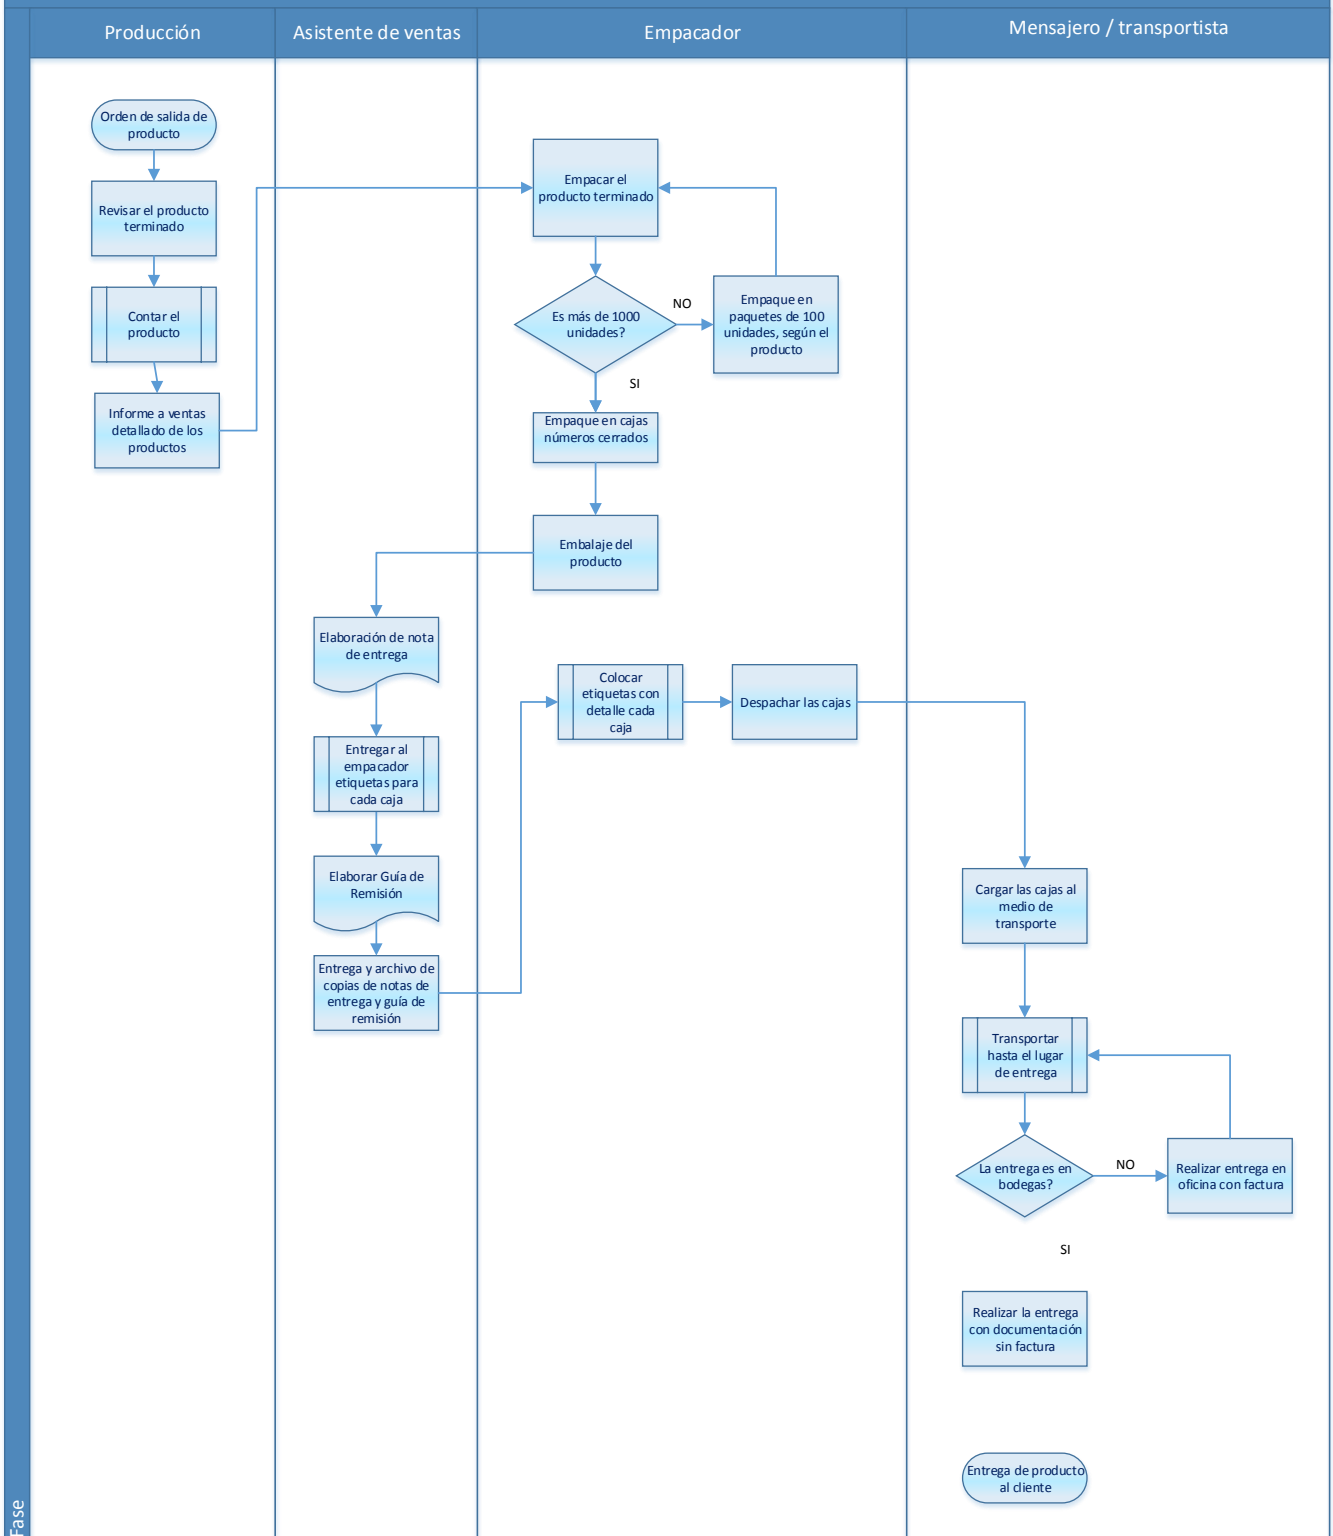 Producción
Asistente de ventas
Empacador
Mensajero / transportista
Orden de salida de
producto
Revisar el producto
terminado
Contar el
producto
Informe a ventas
detallado de los
productos
Empacar el
producto terminado
Es más de 1000
unidades?
NO
Empaque en
paquetes de 100
unidades, según el
producto
SI
Empaque en cajas
números cerrados
Embalaje del
producto
Elaboración de nota
de entrega
Entregar al
empacador
etiquetas para
cada caja
Elaborar Guía de
Remisión
Entrega y archivo de
copias de notas de
entrega y guía de
remisión
Colocar
etiquetas con
detalle cada
caja
Despachar las cajas
Cargar las cajas al
medio de
transporte
Transportar
hasta el lugar
de entrega
La entrega es en
bodegas?
NO
Realizar entrega en
oficina con factura
SI
Realizar la entrega
con documentación
sin factura
Entrega de producto
al cliente
Fase